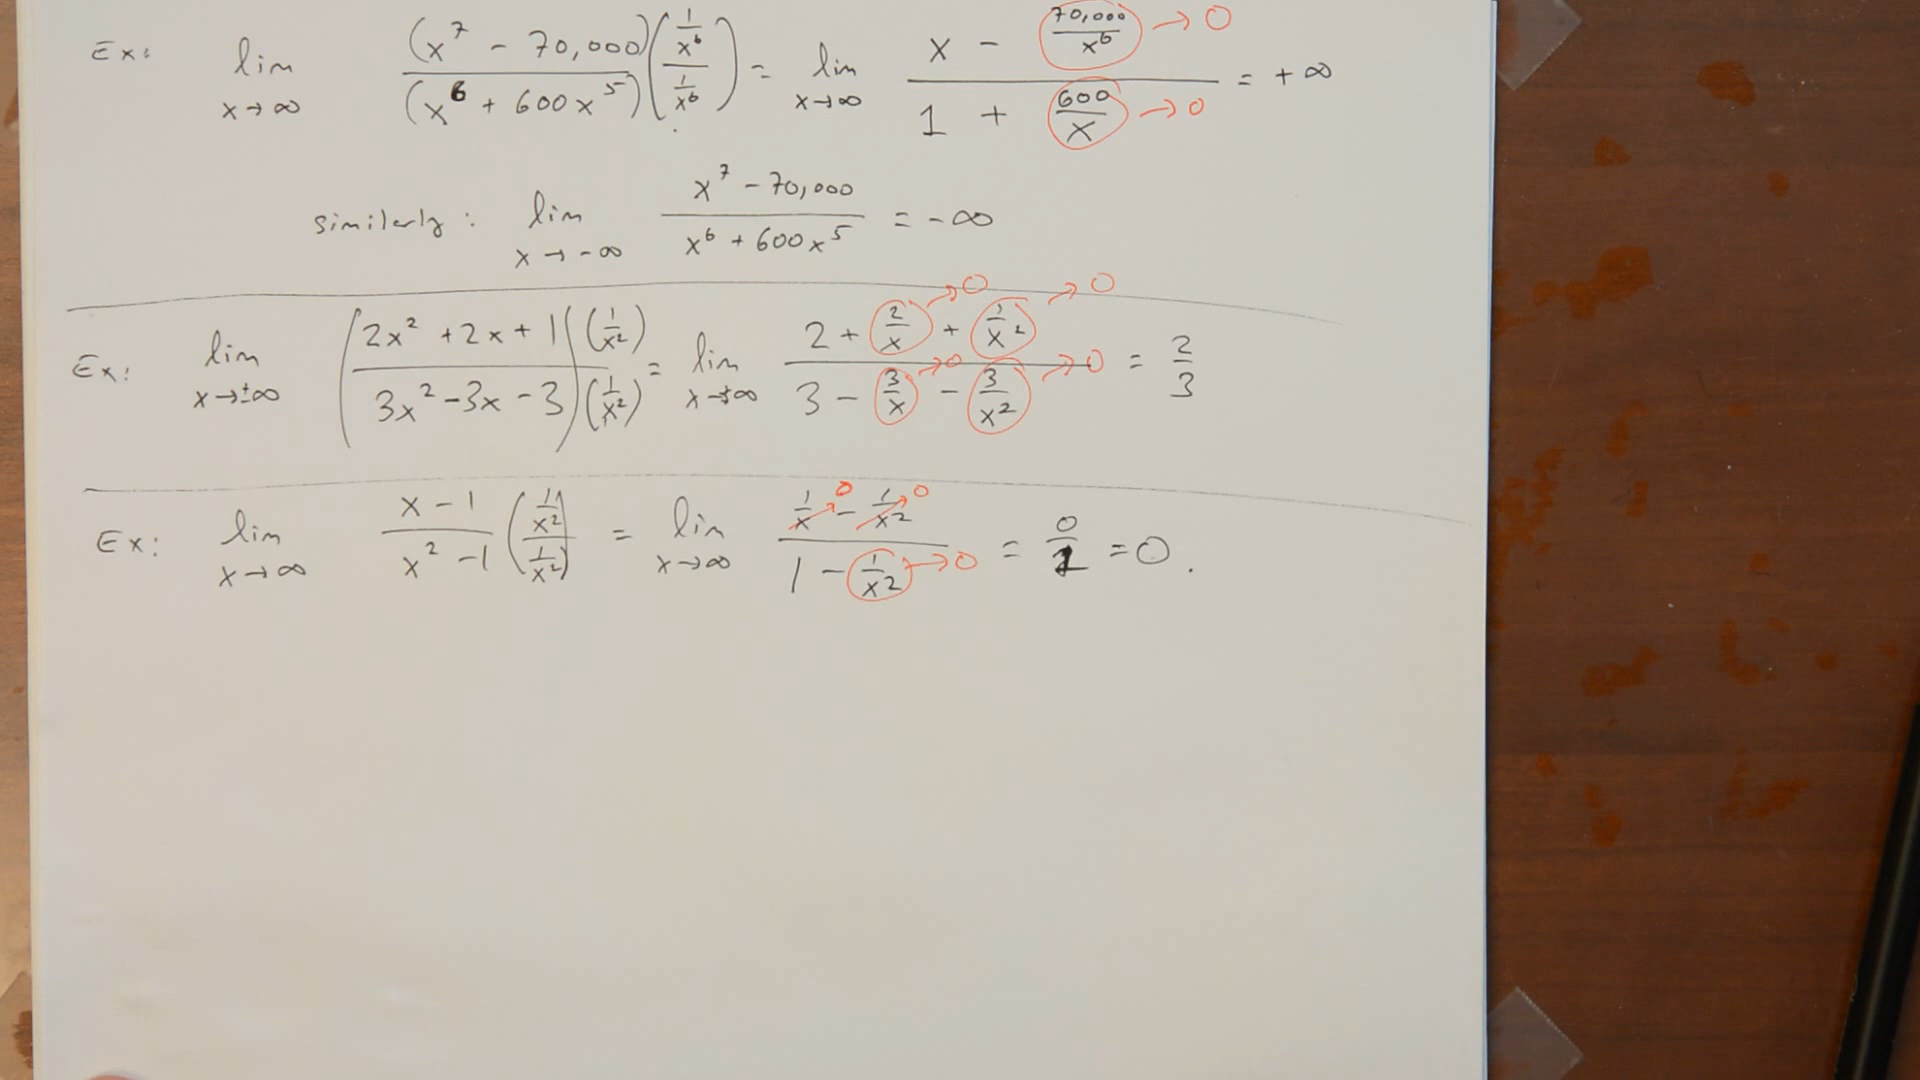 Ex: lim x→∞ (x^7 - 70,000)/(x^6 + 600x^5) ((1/x^6)/(1/x^6)) = lim x→∞ (x - 70,000/x^6 → 0)/(1 + 600/x → 0) = +∞
similarly: lim x→-∞ (x^7 - 70,000)/(x^6 + 600x^5) = -∞
Ex: lim x→±∞ ((2x^2 + 2x + 1)/(3x^2 - 3x - 3)) (1/x^2)/(1/x^2) = lim x→±∞ (2 + 2/x → 0 + 1/x^2 → 0)/(3 - 3/x → 0 - 3/x^2 → 0) = 2/3
Ex: lim x→∞ (x - 1)/(x^2 - 1) ((1/x^2)/(1/x^2)) = lim x→∞ (1/x → 0 - 1/x^2 → 0)/(1 - 1/x^2 → 0) = 0/1 = 0.